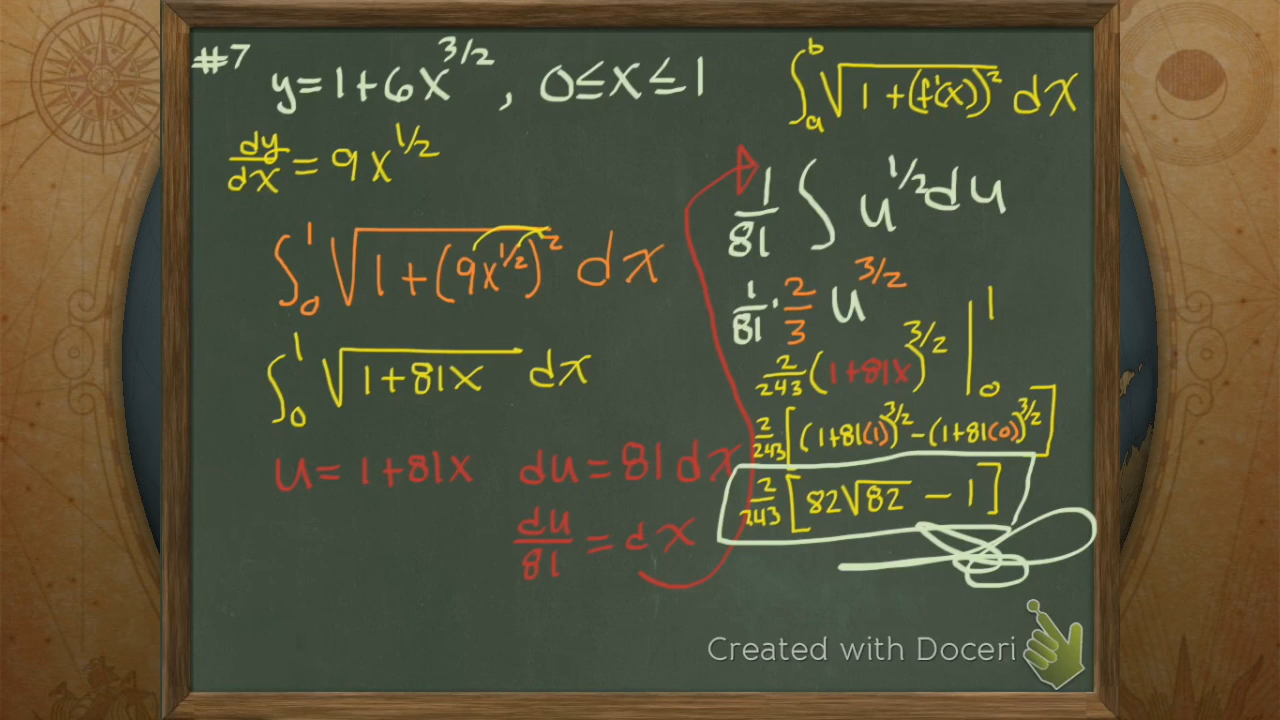 #7 y=1+6x^{3/2}, 0≤x≤1
dy/dx = 9x^{1/2}
∫_0^1 √(1+(9x^{1/2})^2) dx
∫_0^1 √(1+81x) dx
u=1+81x du=81dx
du/81 = dx
∫_a^b √(1+(f'(x))^2) dx
1/81 ∫ u^{1/2} du
1/81 · 2/3 u^{3/2}
2/243 (1+81x)^{3/2} |_0^1
2/243 [(1+81(1))^{3/2} - (1+81(0))^{3/2}]
2/243 [82√82 - 1]
Created with Doceri